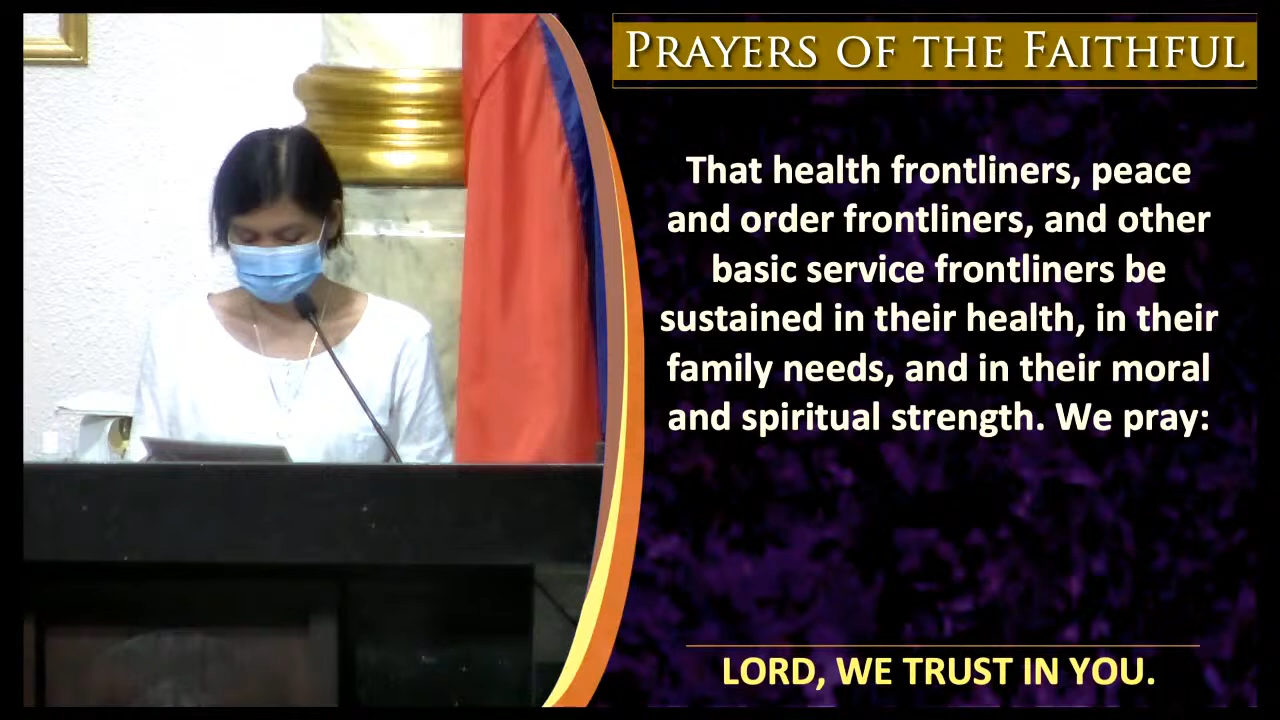 PRAYERS OF THE FAITHFUL
That health frontliners, peace
and order frontliners, and other
basic service frontliners be
sustained in their health, in their
family needs, and in their moral
and spiritual strength. We pray:
LORD, WE TRUST IN YOU.